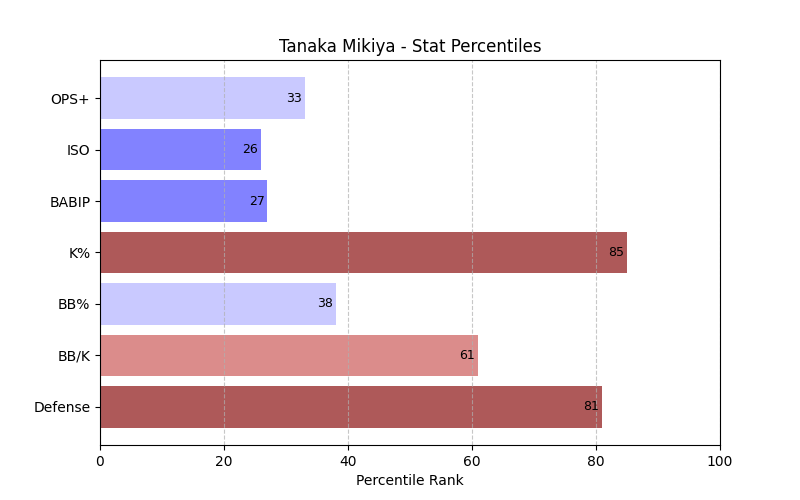 Tanaka Mikiya - Stat Percentiles
OPS+ 33
ISO 26
BABIP 27
K% 85
BB% 38
BB/K 61
Defense 81
0 20 40 60 80 100
Percentile Rank